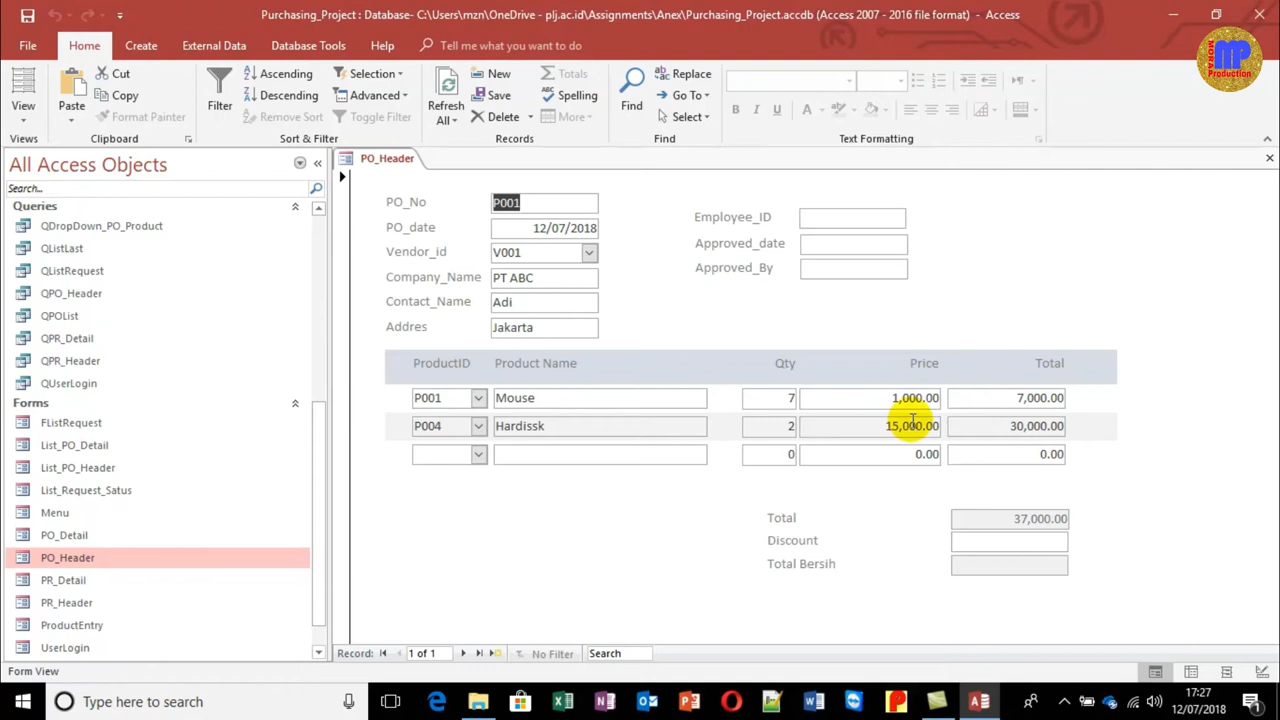 Purchasing_Project : Database- C:\Users\mzn\OneDrive - plj.ac.id\Assignments\Anex\Purchasing_Project.accdb (Access 2007 - 2016 file format) - Access
File Home Create External Data Database Tools Help Tell me what you want to do
MORA
MP
Production
View
Views
Paste
Cut
Copy
Format Painter
Clipboard
Filter
Ascending
Descending
Remove Sort
Selection
Advanced
Toggle Filter
Sort & Filter
Refresh
All
New
Save
Delete
Totals
Spelling
More
Records
Find
Replace
Go To
Select
Find
B I U A
Text Formatting
All Access Objects
Search...
Queries
QDropDown_PO_Product
QListLast
QListRequest
QPO_Header
QPOList
QPR_Detail
QPR_Header
QUserLogin
Forms
FListRequest
List_PO_Detail
List_PO_Header
List_Request_Satus
Menu
PO_Detail
PO_Header
PR_Detail
PR_Header
ProductEntry
UserLogin
PO_Header
PO_No P001
PO_date 12/07/2018
Vendor_id V001
Company_Name PT ABC
Contact_Name Adi
Addres Jakarta
Employee_ID
Approved_date
Approved_By
ProductID Product Name Qty Price Total
P001 Mouse 7 1,000.00 7,000.00
P004 Hardissk 2 15,000.00 30,000.00
0 0.00 0.00
Total 37,000.00
Discount
Total Bersih
Record: 1 of 1 No Filter Search
Form View
Type here to search
17:27
12/07/2018